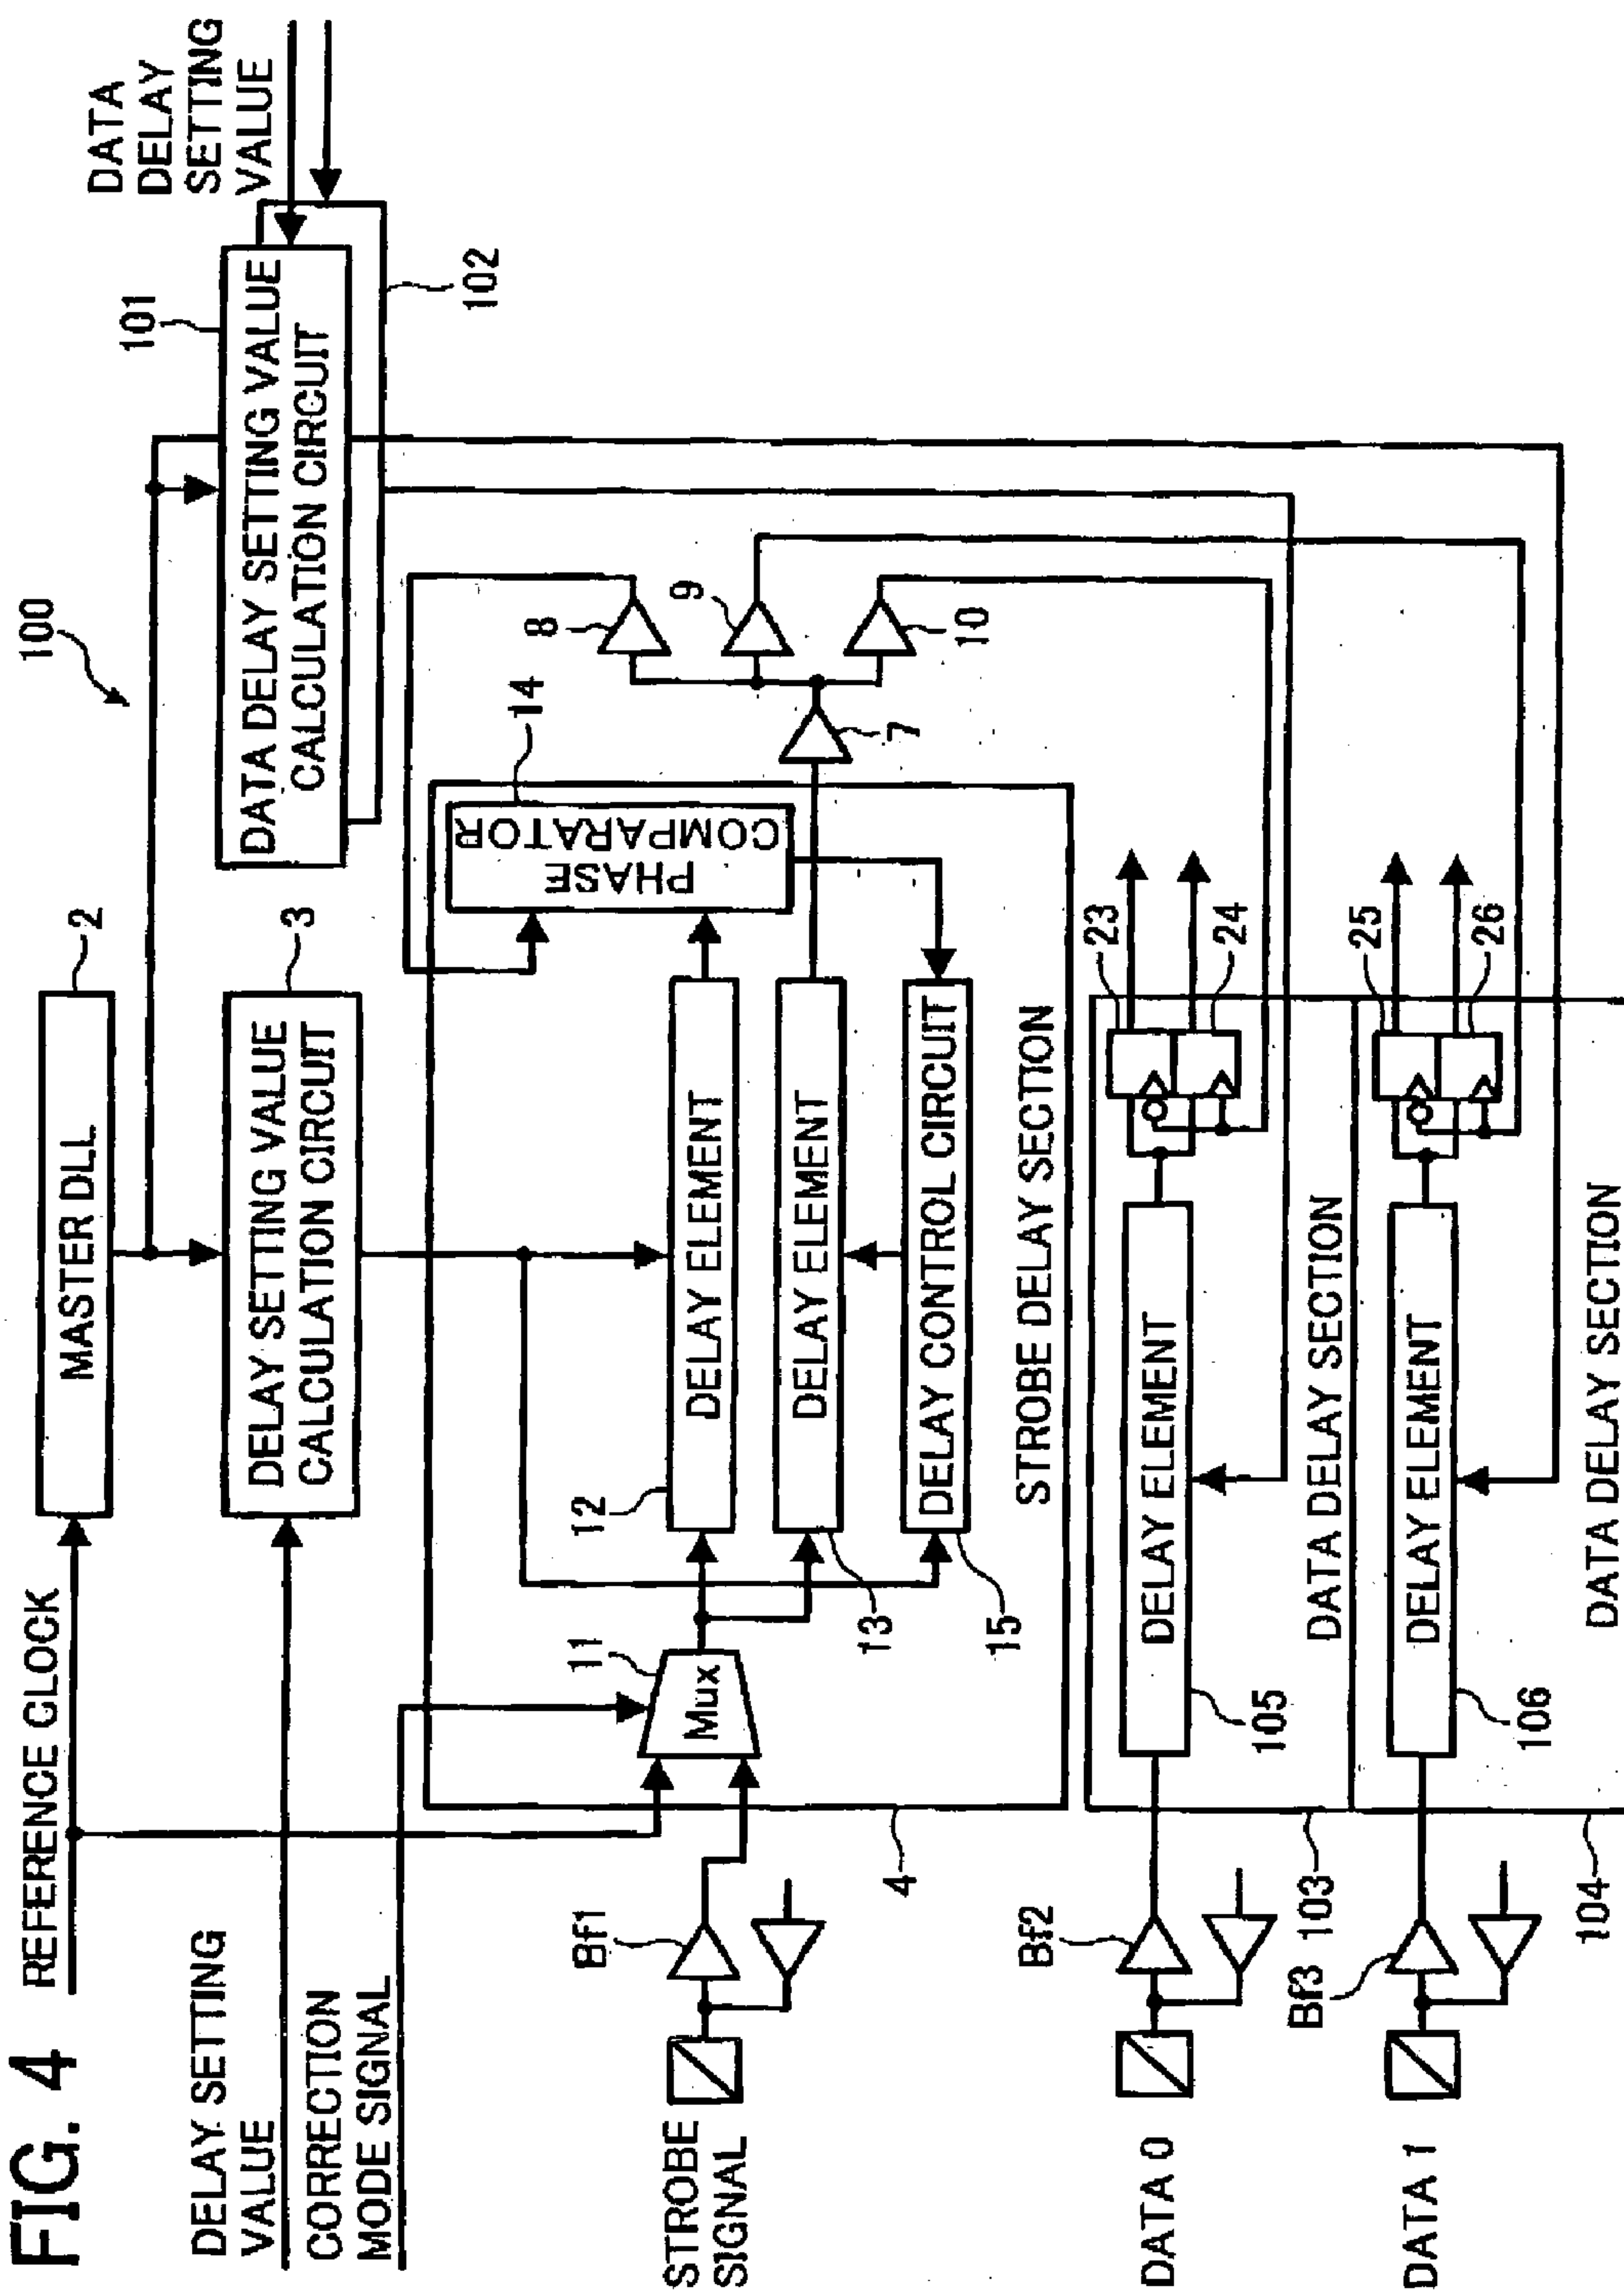 FIG. 4
100
REFERENCE CLOCK
MASTER DLL
2
DELAY SETTING
VALUE
DELAY SETTING VALUE
CALCULATION CIRCUIT
3
101
DATA DELAY SETTING VALUE
CALCULATION CIRCUIT
102
DATA
DELAY
SETTING
VALUE
CORRECTION
MODE SIGNAL
STROBE
SIGNAL
Bf1
11
Mux
12
DELAY ELEMENT
13
DELAY ELEMENT
15
DELAY CONTROL CIRCUIT
14
PHASE
COMPARATOR
7
8
9
10
4
STROBE DELAY SECTION
DATA 0
Bf2
103
105
DELAY ELEMENT
23
24
DATA DELAY SECTION
DATA 1
Bf3
104
106
DELAY ELEMENT
25
26
DATA DELAY SECTION